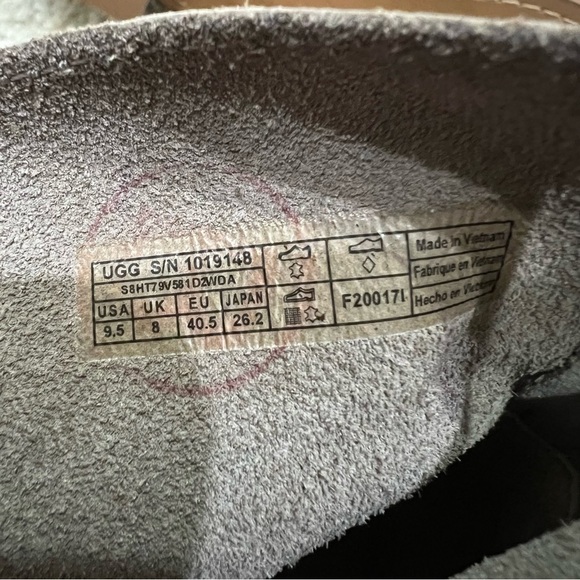 UGG S/N 1019148
S8HT79V581D2WDA
USA UK EU JAPAN
9.5 8 40.5 26.2
F20017I
Made in Vietnam
Fabriqué en Vietnam
Hecho en Vietnam